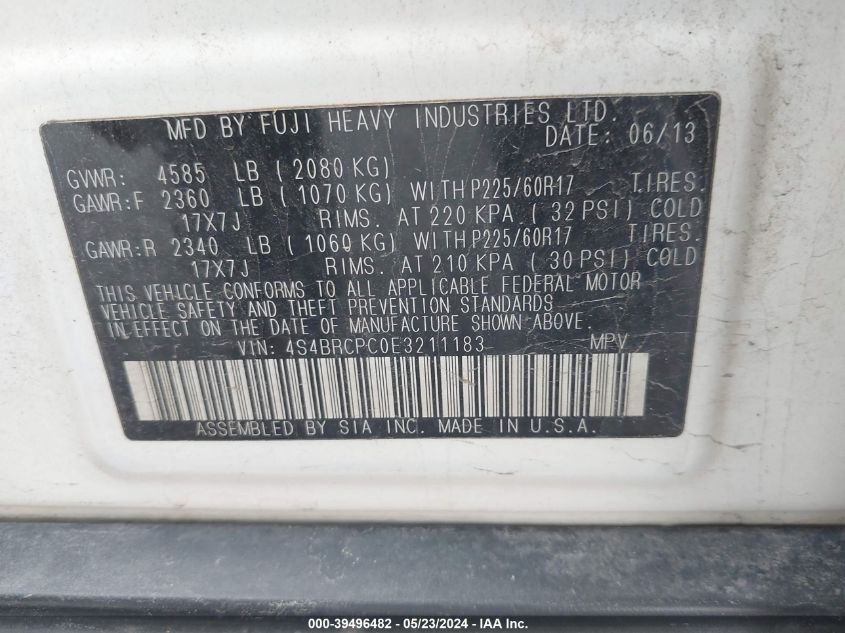 MFD BY FUJI HEAVY INDUSTRIES LTD.
DATE: 06/13
GVWR: 4585 LB (2080 KG)
GAWR:F 2360 LB (1070 KG) WITH P225/60R17 TIRES.
17X7J RIMS. AT 220 KPA (32 PSI) COLD
GAWR:R 2340 LB (1060 KG) WITH P225/60R17 TIRES.
17X7J RIMS. AT 210 KPA (30 PSI) COLD
THIS VEHICLE CONFORMS TO ALL APPLICABLE FEDERAL MOTOR
VEHICLE SAFETY AND THEFT PREVENTION STANDARDS
IN EFFECT ON THE DATE OF MANUFACTURE SHOWN ABOVE.
VIN: 4S4BRCPC0E3211183 MPV
ASSEMBLED BY SIA INC. MADE IN U.S.A.
000-39496482 - 05/23/2024 - IAA Inc.